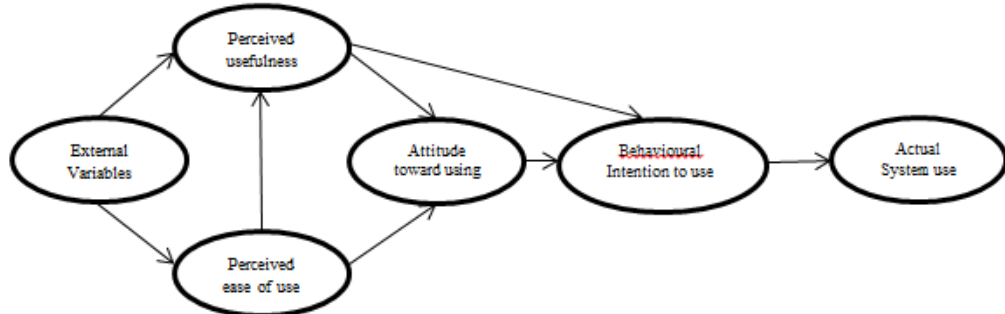 Perceived
usefulness
External
Variables
Attitude
toward using
Behavioural
Intention to use
Actual
System use
Perceived
ease of use